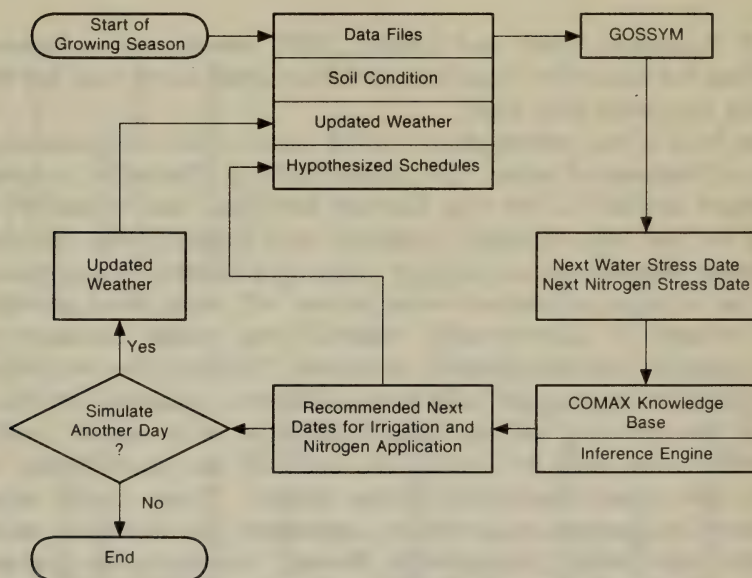 Start of
Growing Season
Data Files
GOSSYM
Soil Condition
Updated Weather
Hypothesized Schedules
Updated
Weather
Next Water Stress Date
Next Nitrogen Stress Date
Yes
Simulate
Another Day
?
Recommended Next
Dates for Irrigation and
Nitrogen Application
COMAX Knowledge
Base
Inference Engine
No
End